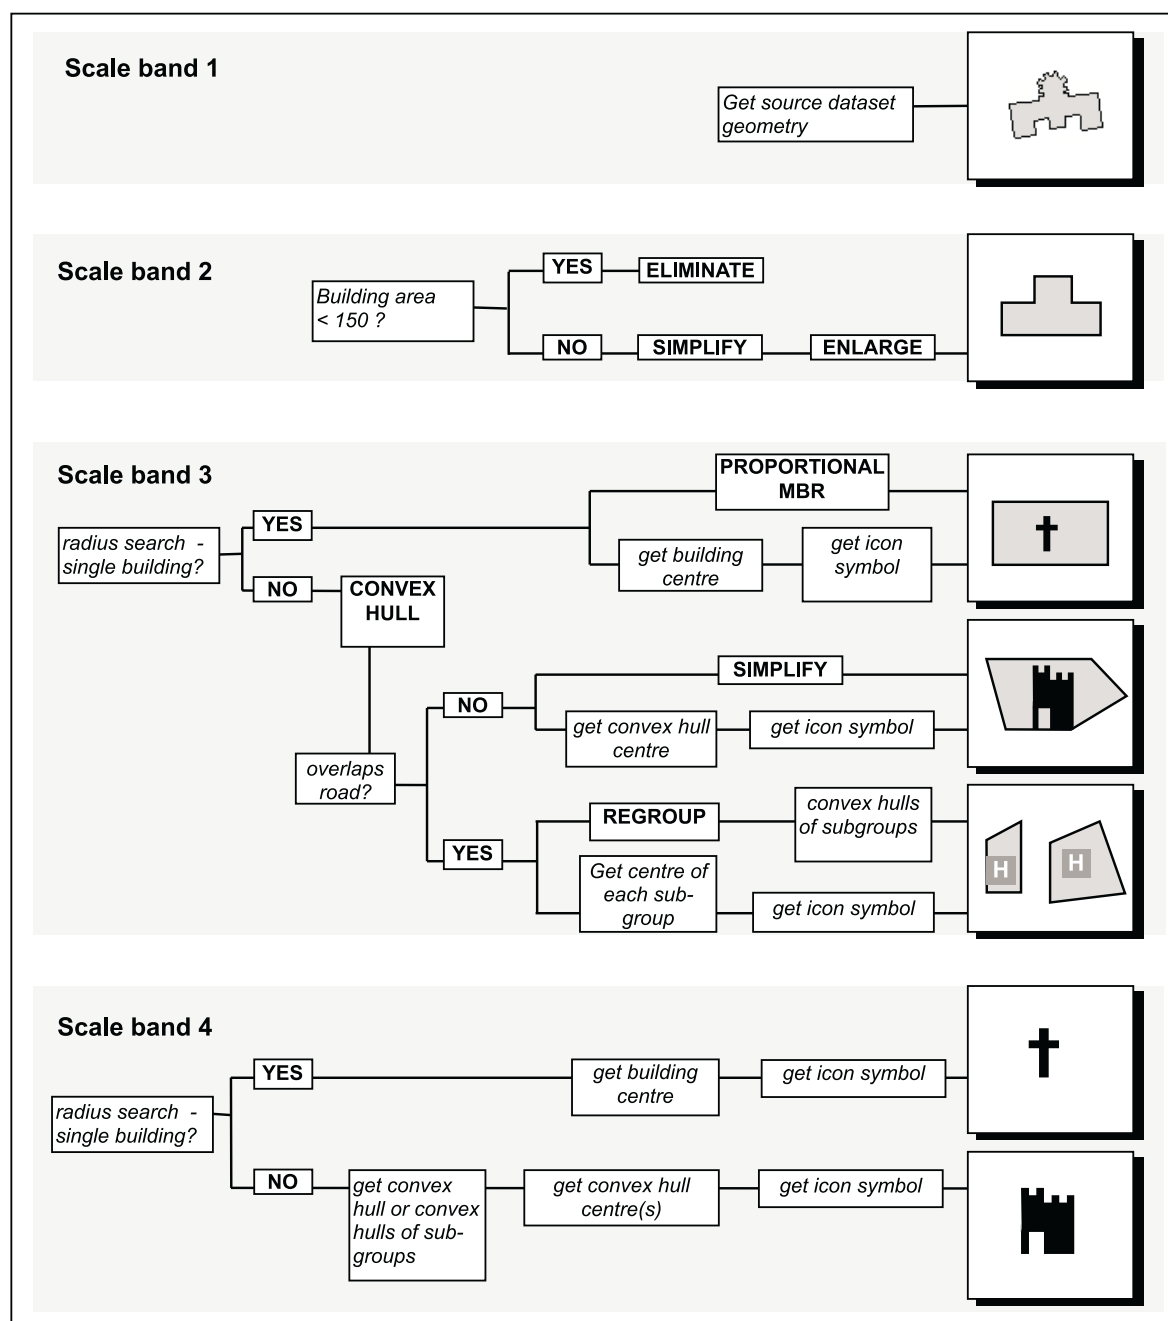 Scale band 1
Get source dataset
geometry
Scale band 2
Building area
< 150 ?
YES
ELIMINATE
NO
SIMPLIFY
ENLARGE
Scale band 3
radius search -
single building?
YES
PROPORTIONAL
MBR
get building
centre
get icon
symbol
NO
CONVEX
HULL
overlaps
road?
NO
SIMPLIFY
get convex hull
centre
get icon symbol
YES
REGROUP
convex hulls
of subgroups
Get centre of
each sub-
group
get icon symbol
H
H
Scale band 4
radius search -
single building?
YES
get building
centre
get icon symbol
NO
get convex
hull or convex
hulls of sub-
groups
get convex hull
centre(s)
get icon symbol